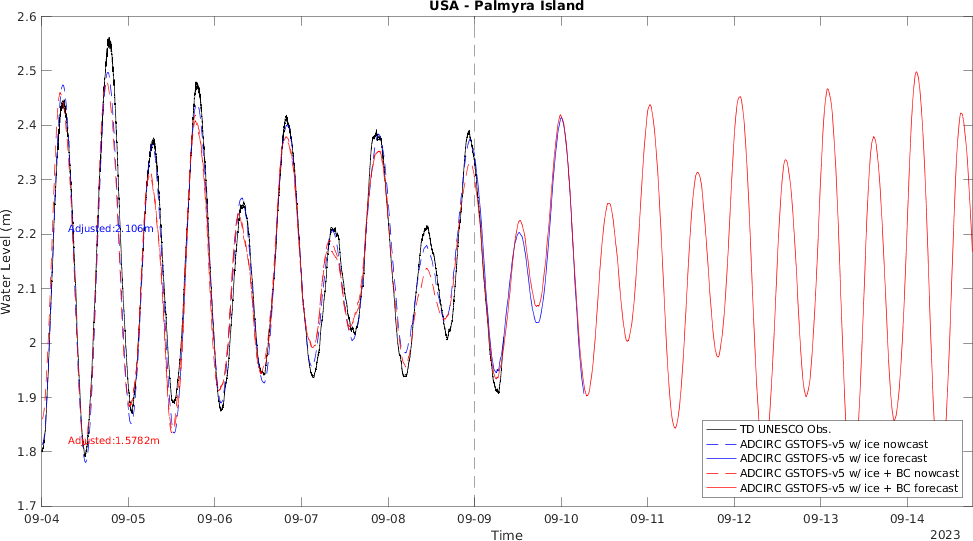 USA - Palmyra Island
Water Level (m)
2.6
2.5
2.4
2.3
2.2
2.1
2
1.9
1.8
1.7
Adjusted:2.106m
Adjusted:1.5782m
TD UNESCO Obs.
ADCIRC GSTOFS-v5 w/ ice nowcast
ADCIRC GSTOFS-v5 w/ ice forecast
ADCIRC GSTOFS-v5 w/ ice + BC nowcast
ADCIRC GSTOFS-v5 w/ ice + BC forecast
09-04 09-05 09-06 09-07 09-08 09-09 09-10 09-11 09-12 09-13 09-14
Time
2023